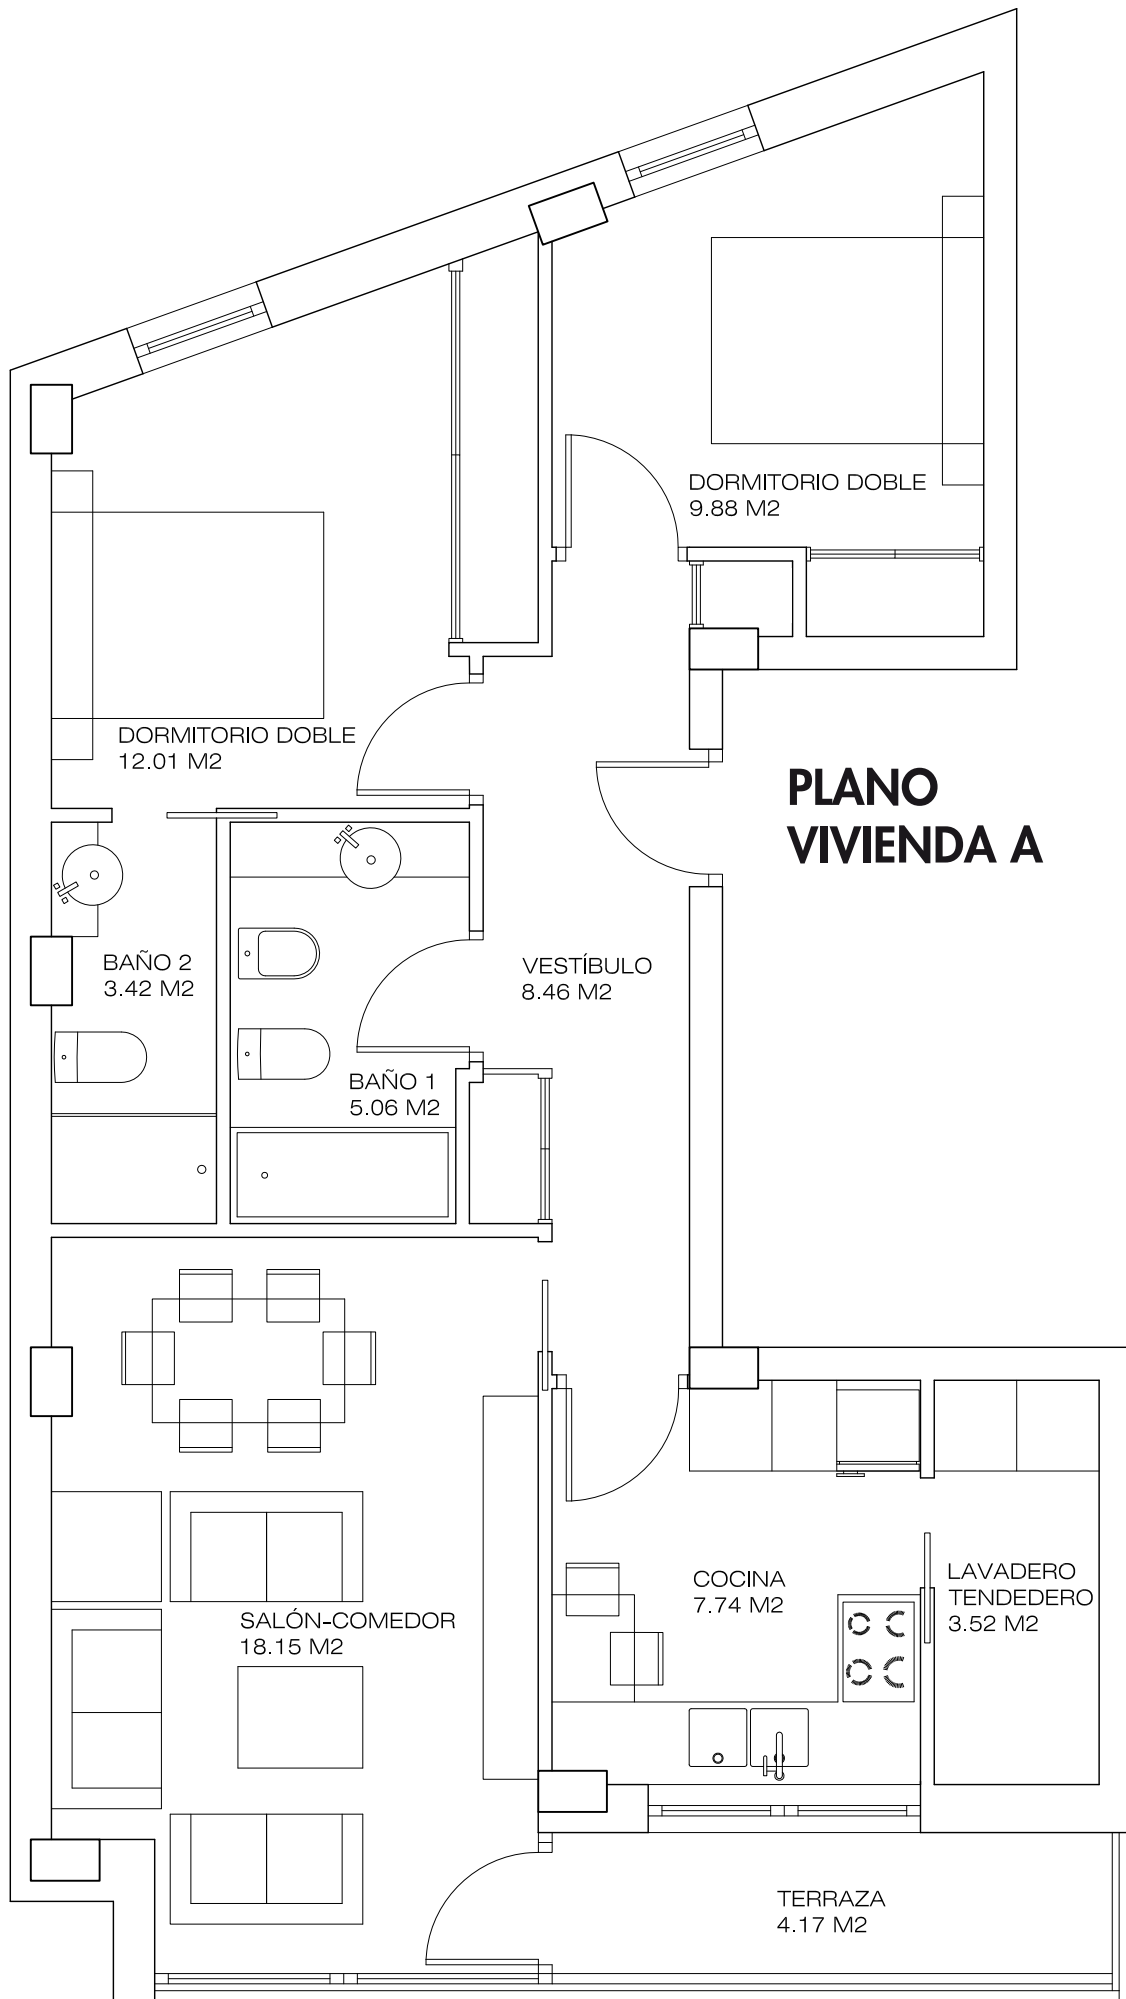 DORMITORIO DOBLE
9.88 M2
DORMITORIO DOBLE
12.01 M2
PLANO
VIVIENDA A
BAÑO 2
3.42 M2
VESTÍBULO
8.46 M2
BAÑO 1
5.06 M2
COCINA
7.74 M2
LAVADERO
TENDEDERO
3.52 M2
SALÓN-COMEDOR
18.15 M2
TERRAZA
4.17 M2